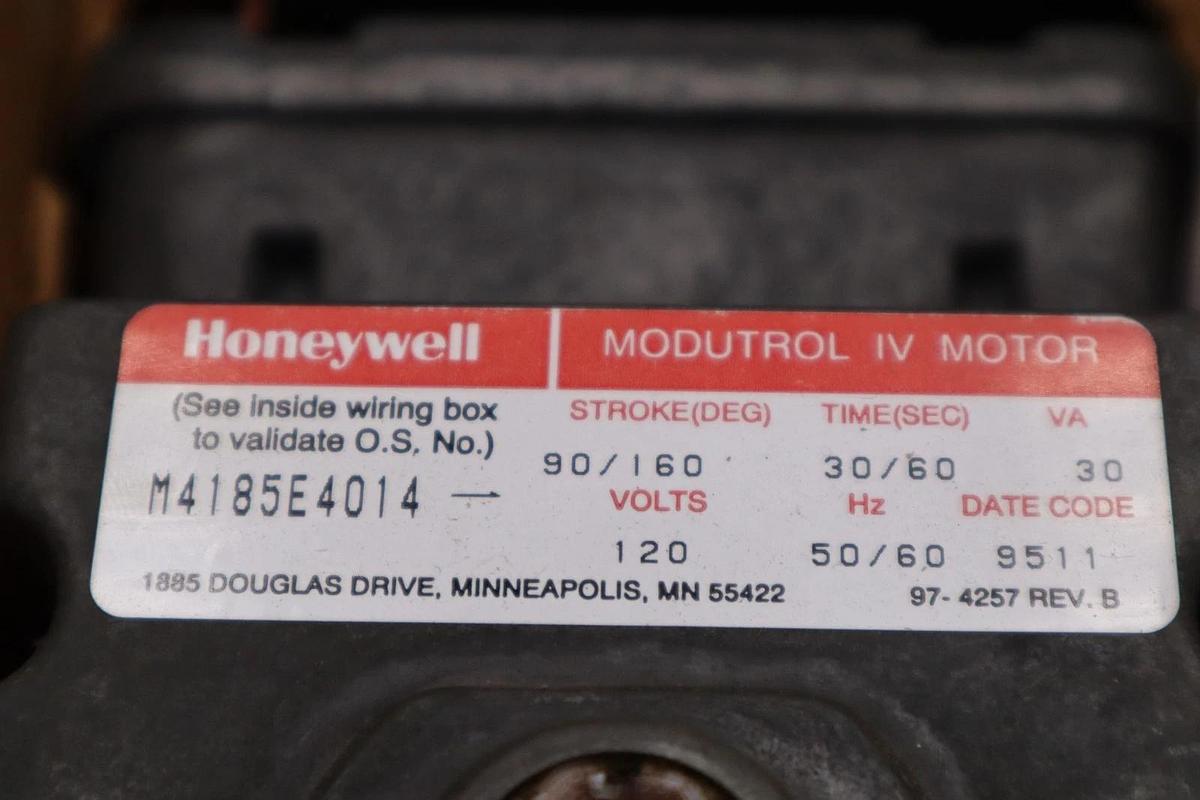 Honeywell MODUTROL IV MOTOR
(See inside wiring box
to validate O.S. No.)
STROKE(DEG) TIME(SEC) VA
90/160 30/60 30
M4185E4014 →
VOLTS Hz DATE CODE
120 50/60 9511
1885 DOUGLAS DRIVE, MINNEAPOLIS, MN 55422 97-4257 REV. B